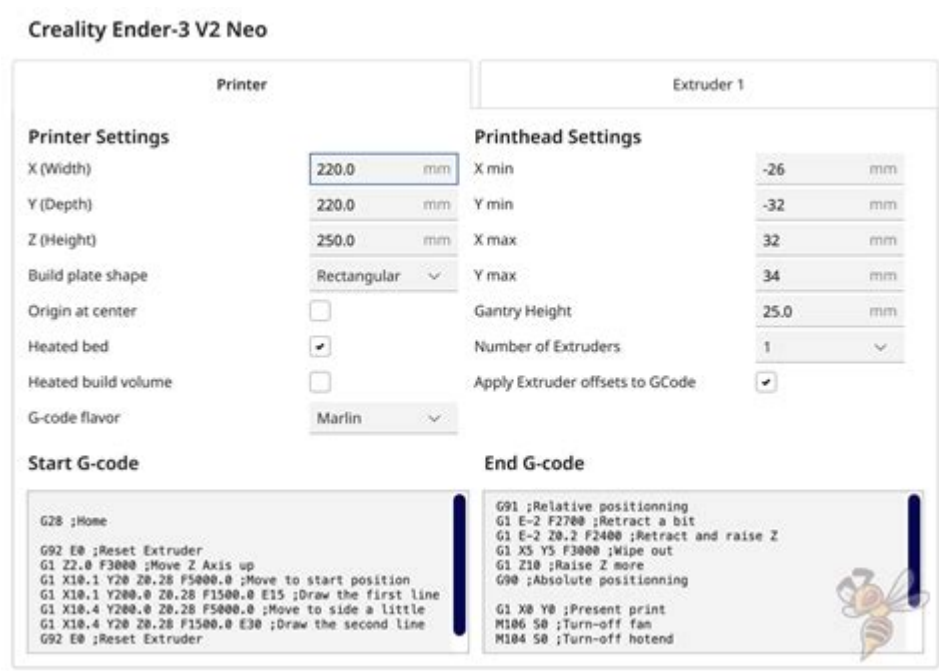 Creality Ender-3 V2 Neo
Printer
Extruder 1
Printer Settings
X (Width)
220.0 mm
Y (Depth)
220.0 mm
Z (Height)
250.0 mm
Build plate shape
Rectangular
Origin at center
Heated bed
Heated build volume
G-code flavor
Marlin
Printhead Settings
X min
-26 mm
Y min
-32 mm
X max
32 mm
Y max
34 mm
Gantry Height
25.0 mm
Number of Extruders
1
Apply Extruder offsets to GCode
Start G-code
G28 ;Home
G92 E0 ;Reset Extruder
G1 Z2.0 F3000 ;Move Z Axis up
G1 X10.1 Y20 Z0.28 F5000.0 ;Move to start position
G1 X10.1 Y200.0 Z0.28 F1500.0 E15 ;Draw the first line
G1 X10.4 Y200.0 Z0.28 F5000.0 ;Move to side a little
G1 X10.4 Y20 Z0.28 F1500.0 E30 ;Draw the second line
G92 E0 ;Reset Extruder
End G-code
G91 ;Relative positionning
G1 E-2 F2700 ;Retract a bit
G1 E-2 Z0.2 F2400 ;Retract and raise Z
G1 X5 Y5 F3000 ;Wipe out
G1 Z10 ;Raise Z more
G90 ;Absolute positionning
G1 X0 Y0 ;Present print
M106 S0 ;Turn-off fan
M104 S0 ;Turn-off hotend